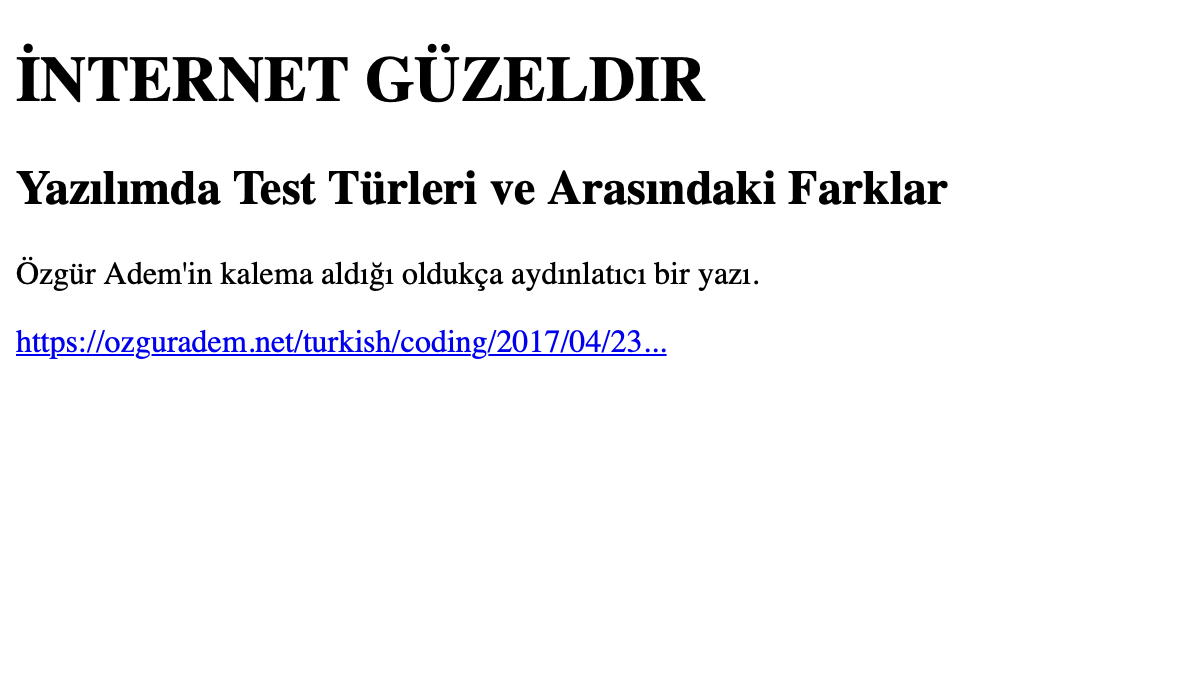 İNTERNET GÜZELDIR
Yazılımda Test Türleri ve Arasındaki Farklar
Özgür Adem'in kalema aldığı oldukça aydınlatıcı bir yazı.
https://ozguradem.net/turkish/coding/2017/04/23...